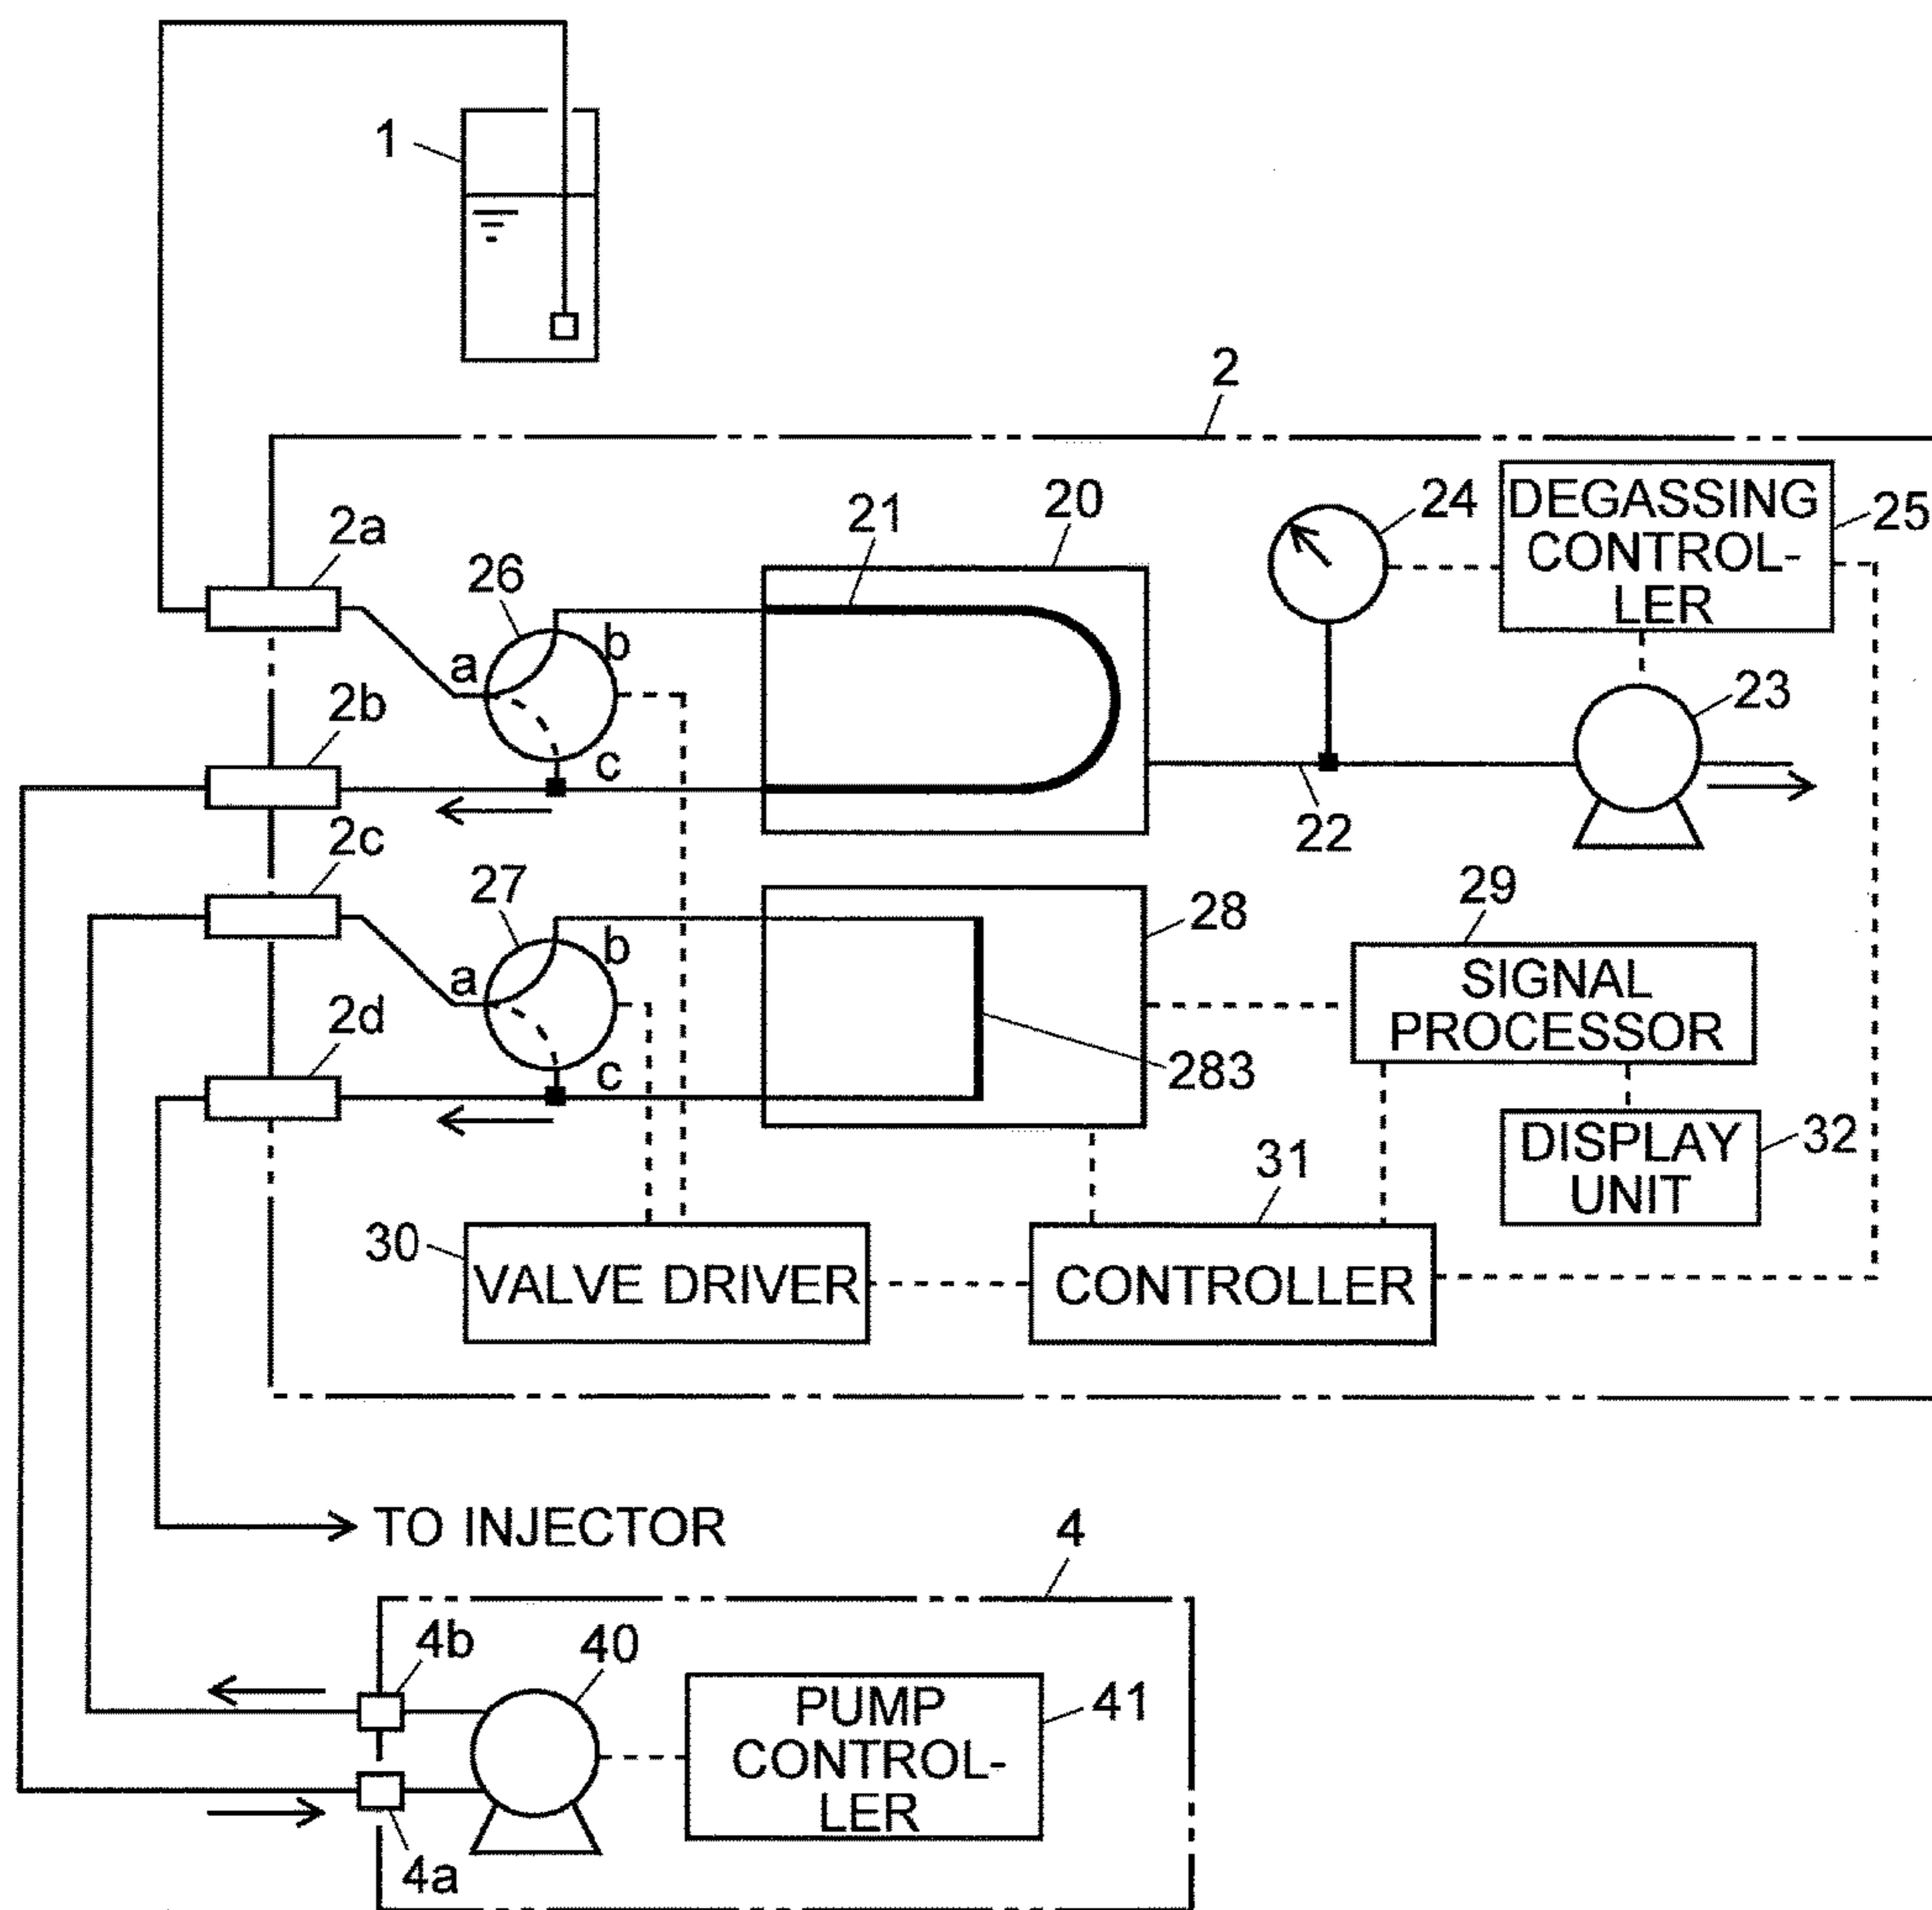 1
2
2a
26
21
20
24
DEGASSING
CONTROL-
LER
25
a
b
c
2b
23
22
2c
27
28
29
a
b
c
SIGNAL
PROCESSOR
2d
283
DISPLAY
UNIT
32
31
30
VALVE DRIVER
CONTROLLER
TO INJECTOR
4
4b
40
PUMP
CONTROL-
LER
41
4a